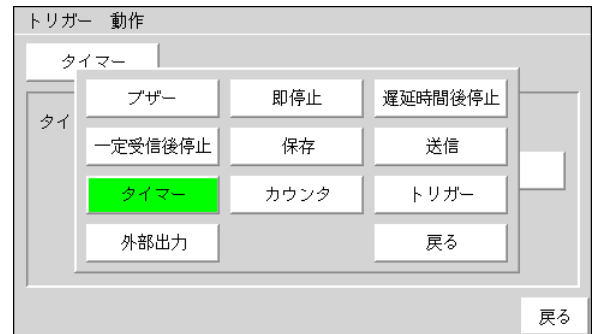 トリガー 動作
タイマー
タイ
ブザー 即停止 遅延時間後停止
一定受信後停止 保存 送信
タイマー カウンタ トリガー
外部出力 戻る
戻る